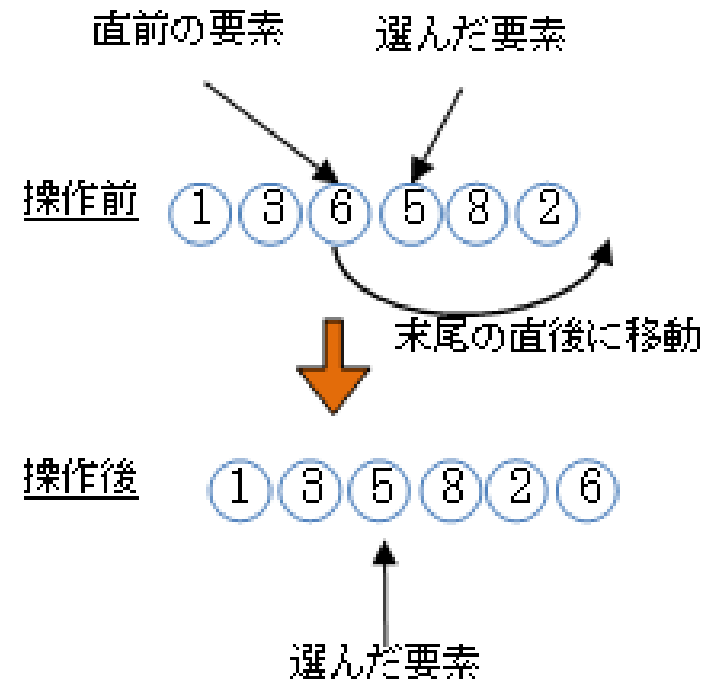 直前の要素 選んだ要素
操作前 1 3 6 5 8 2
末尾の直後に移動
操作後 1 3 5 8 2 6
選んだ要素